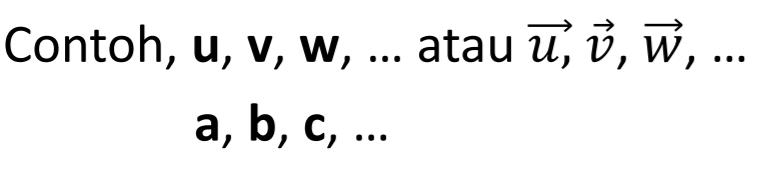 Contoh, u, v, w, ... atau u⃗, v⃗, w⃗, ...
a, b, c, ...